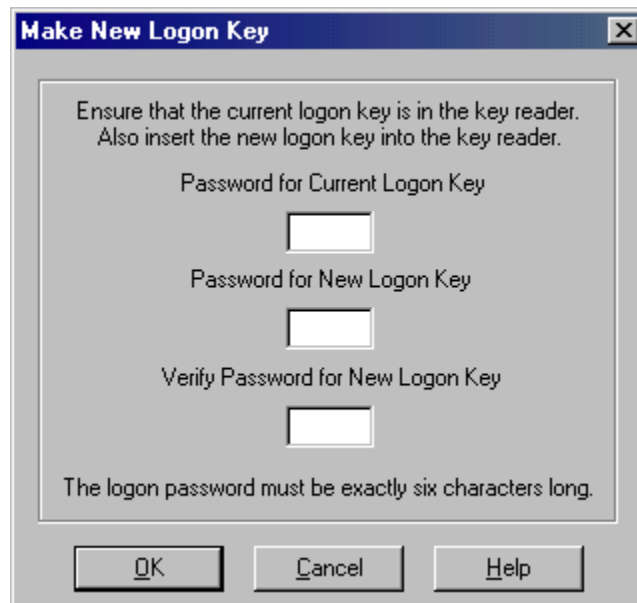 Make New Logon Key
Ensure that the current logon key is in the key reader.
Also insert the new logon key into the key reader.
Password for Current Logon Key
Password for New Logon Key
Verify Password for New Logon Key
The logon password must be exactly six characters long.
OK Cancel Help